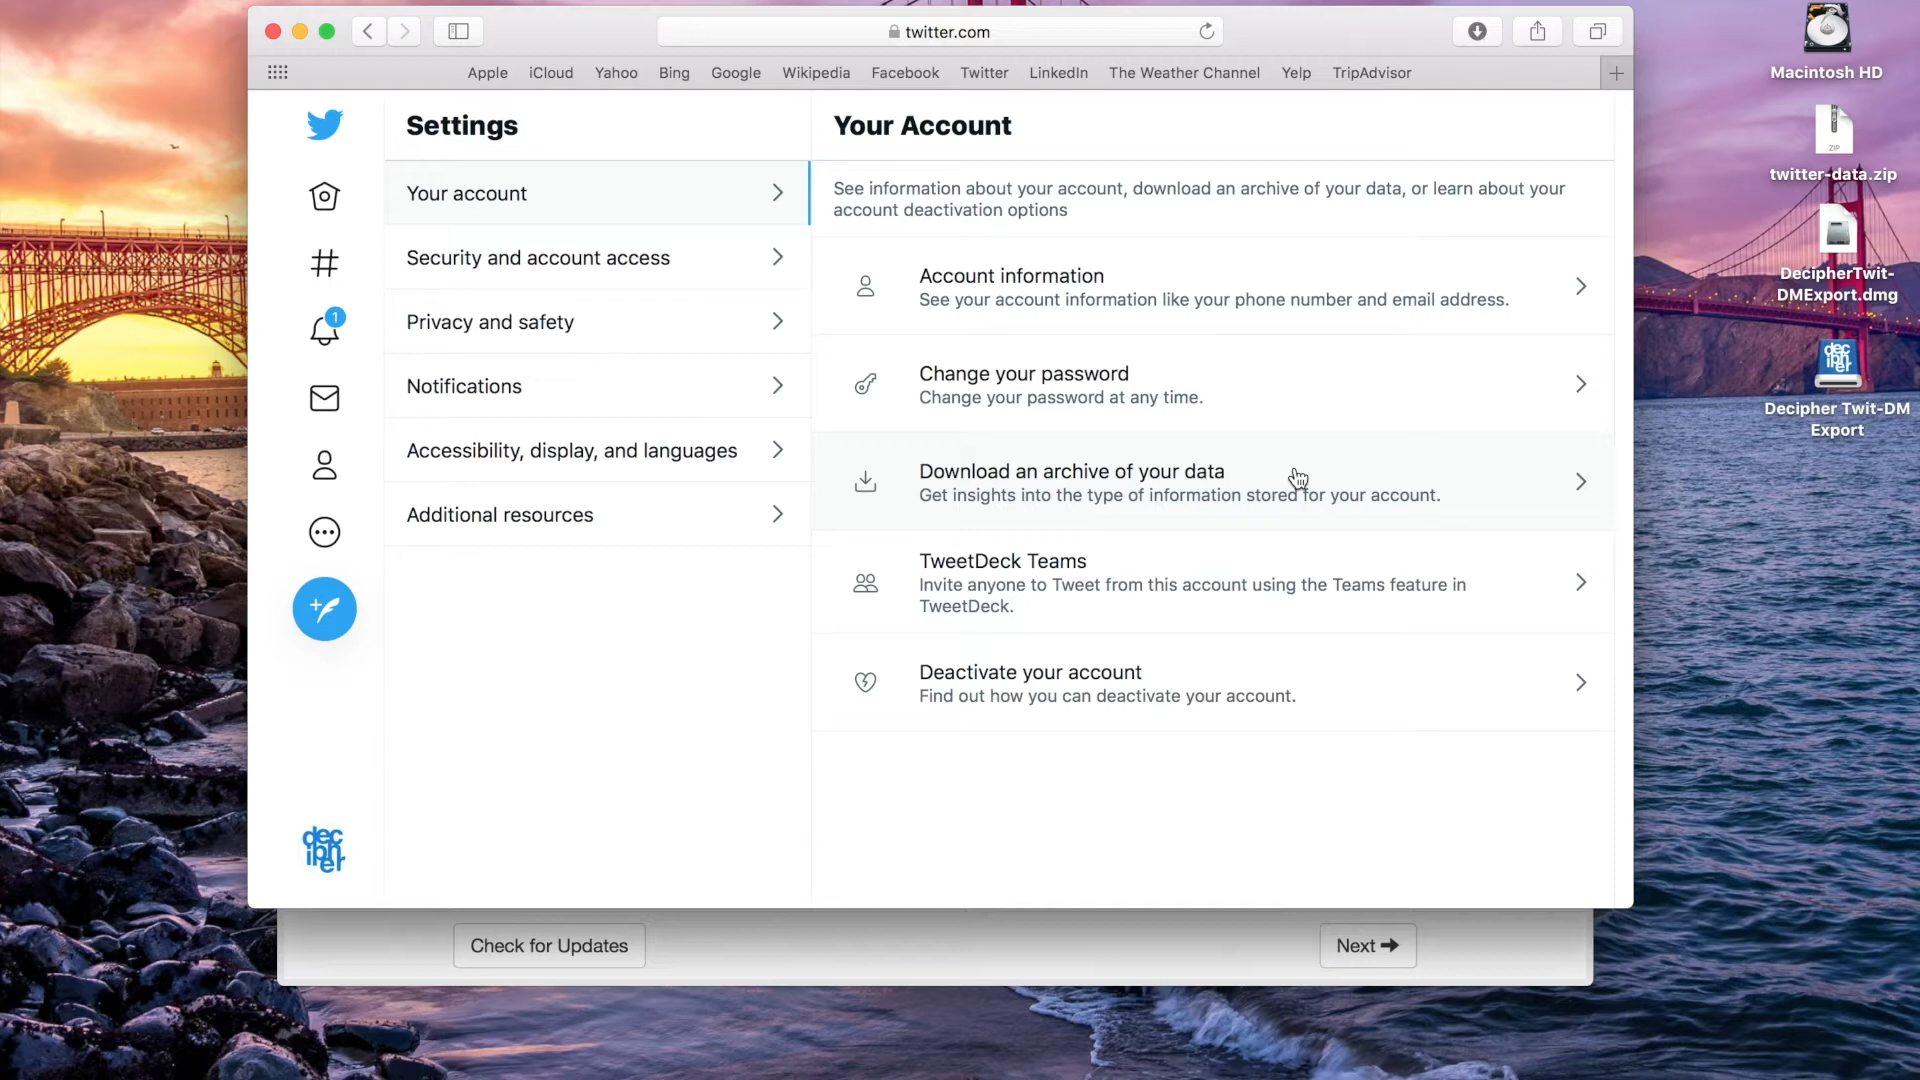 twitter.com
Apple iCloud Yahoo Bing Google Wikipedia Facebook Twitter LinkedIn The Weather Channel Yelp TripAdvisor
Settings
Your account
Security and account access
Privacy and safety
Notifications
Accessibility, display, and languages
Additional resources
1
decipher
Your Account
See information about your account, download an archive of your data, or learn about your
account deactivation options
Account information
See your account information like your phone number and email address.
Change your password
Change your password at any time.
Download an archive of your data
Get insights into the type of information stored for your account.
TweetDeck Teams
Invite anyone to Tweet from this account using the Teams feature in
TweetDeck.
Deactivate your account
Find out how you can deactivate your account.
Check for Updates
Next
Macintosh HD
ZIP
twitter-data.zip
DecipherTwit-
DMExport.dmg
decipher
Decipher Twit-DM
Export